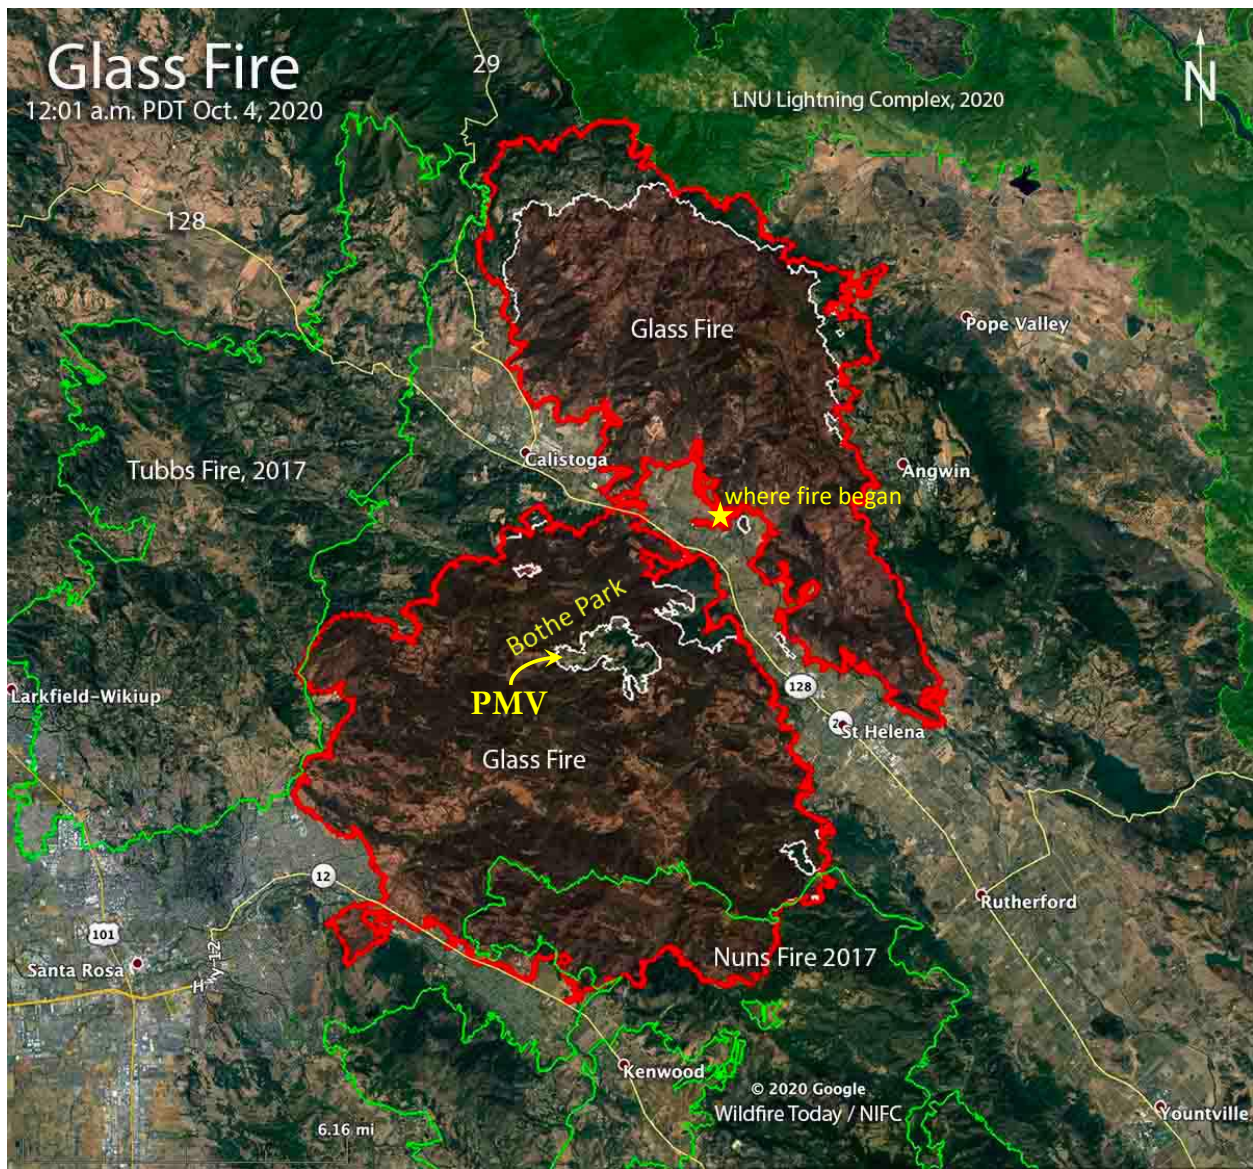 Glass Fire
12:01 a.m. PDT Oct. 4, 2020
29
LNU Lightning Complex, 2020
N
128
Pope Valley
Glass Fire
Calistoga
Tubbs Fire, 2017
Angwin
where fire began
Bothe Park
PMV
Larkfield-Wikiup
128
St Helena
Glass Fire
12
Rutherford
101
Nuns Fire 2017
Santa Rosa
Kenwood
© 2020 Google
Wildfire Today / NIFC
Yountville
6.16 mi